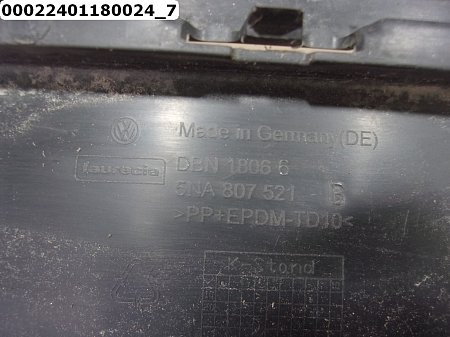 00022401180024_7
Made in Germany(DE)
faurecia DBN 1806 6
5NA 807 521 B
>PP+EPDM-TD10<
K-Stand